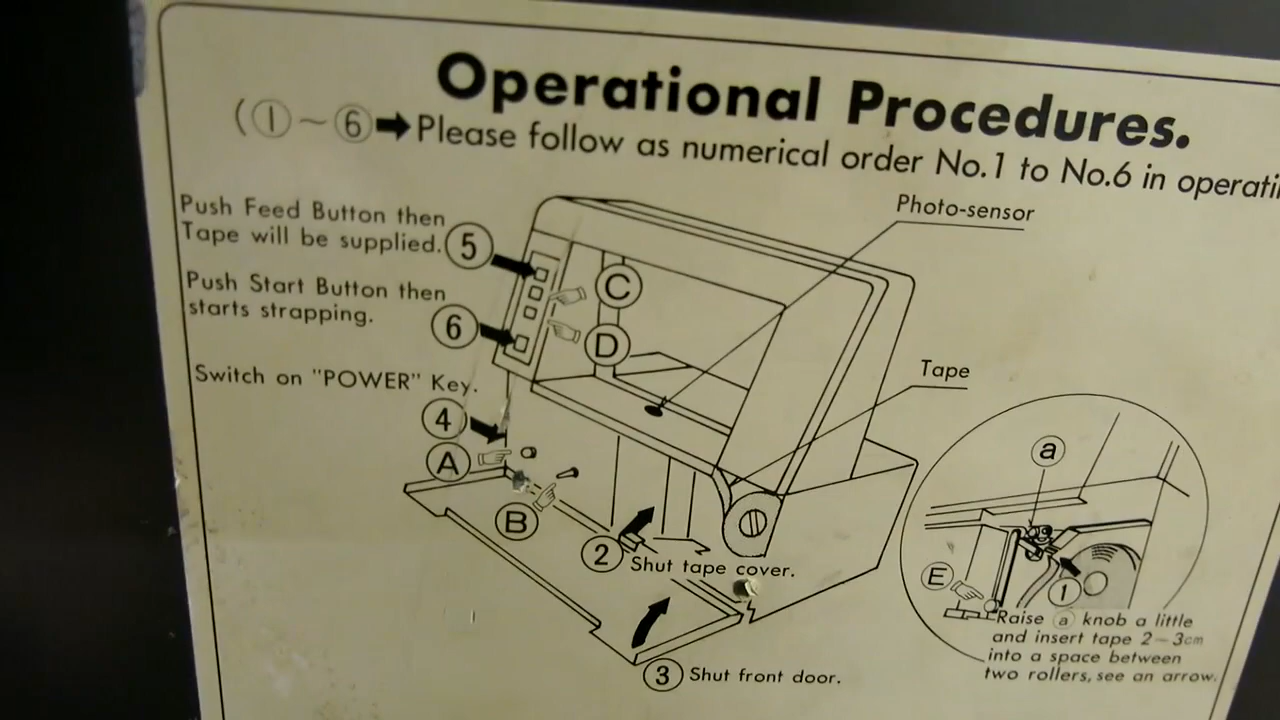 Operational Procedures.
(①~⑥➡Please follow as numerical order No.1 to No.6 in
Photo-sensor
Push Feed Button then
Tape will be supplied.
5
C
Push Start Button then
starts strapping.
6
D
Switch on "POWER" Key.
Tape
4
A
B
a
2
Shut tape cover.
E
1
Raise ⓐ knob a little
and insert tape 2~3cm
into a space between
two rollers, see an arrow.
3
Shut front door.